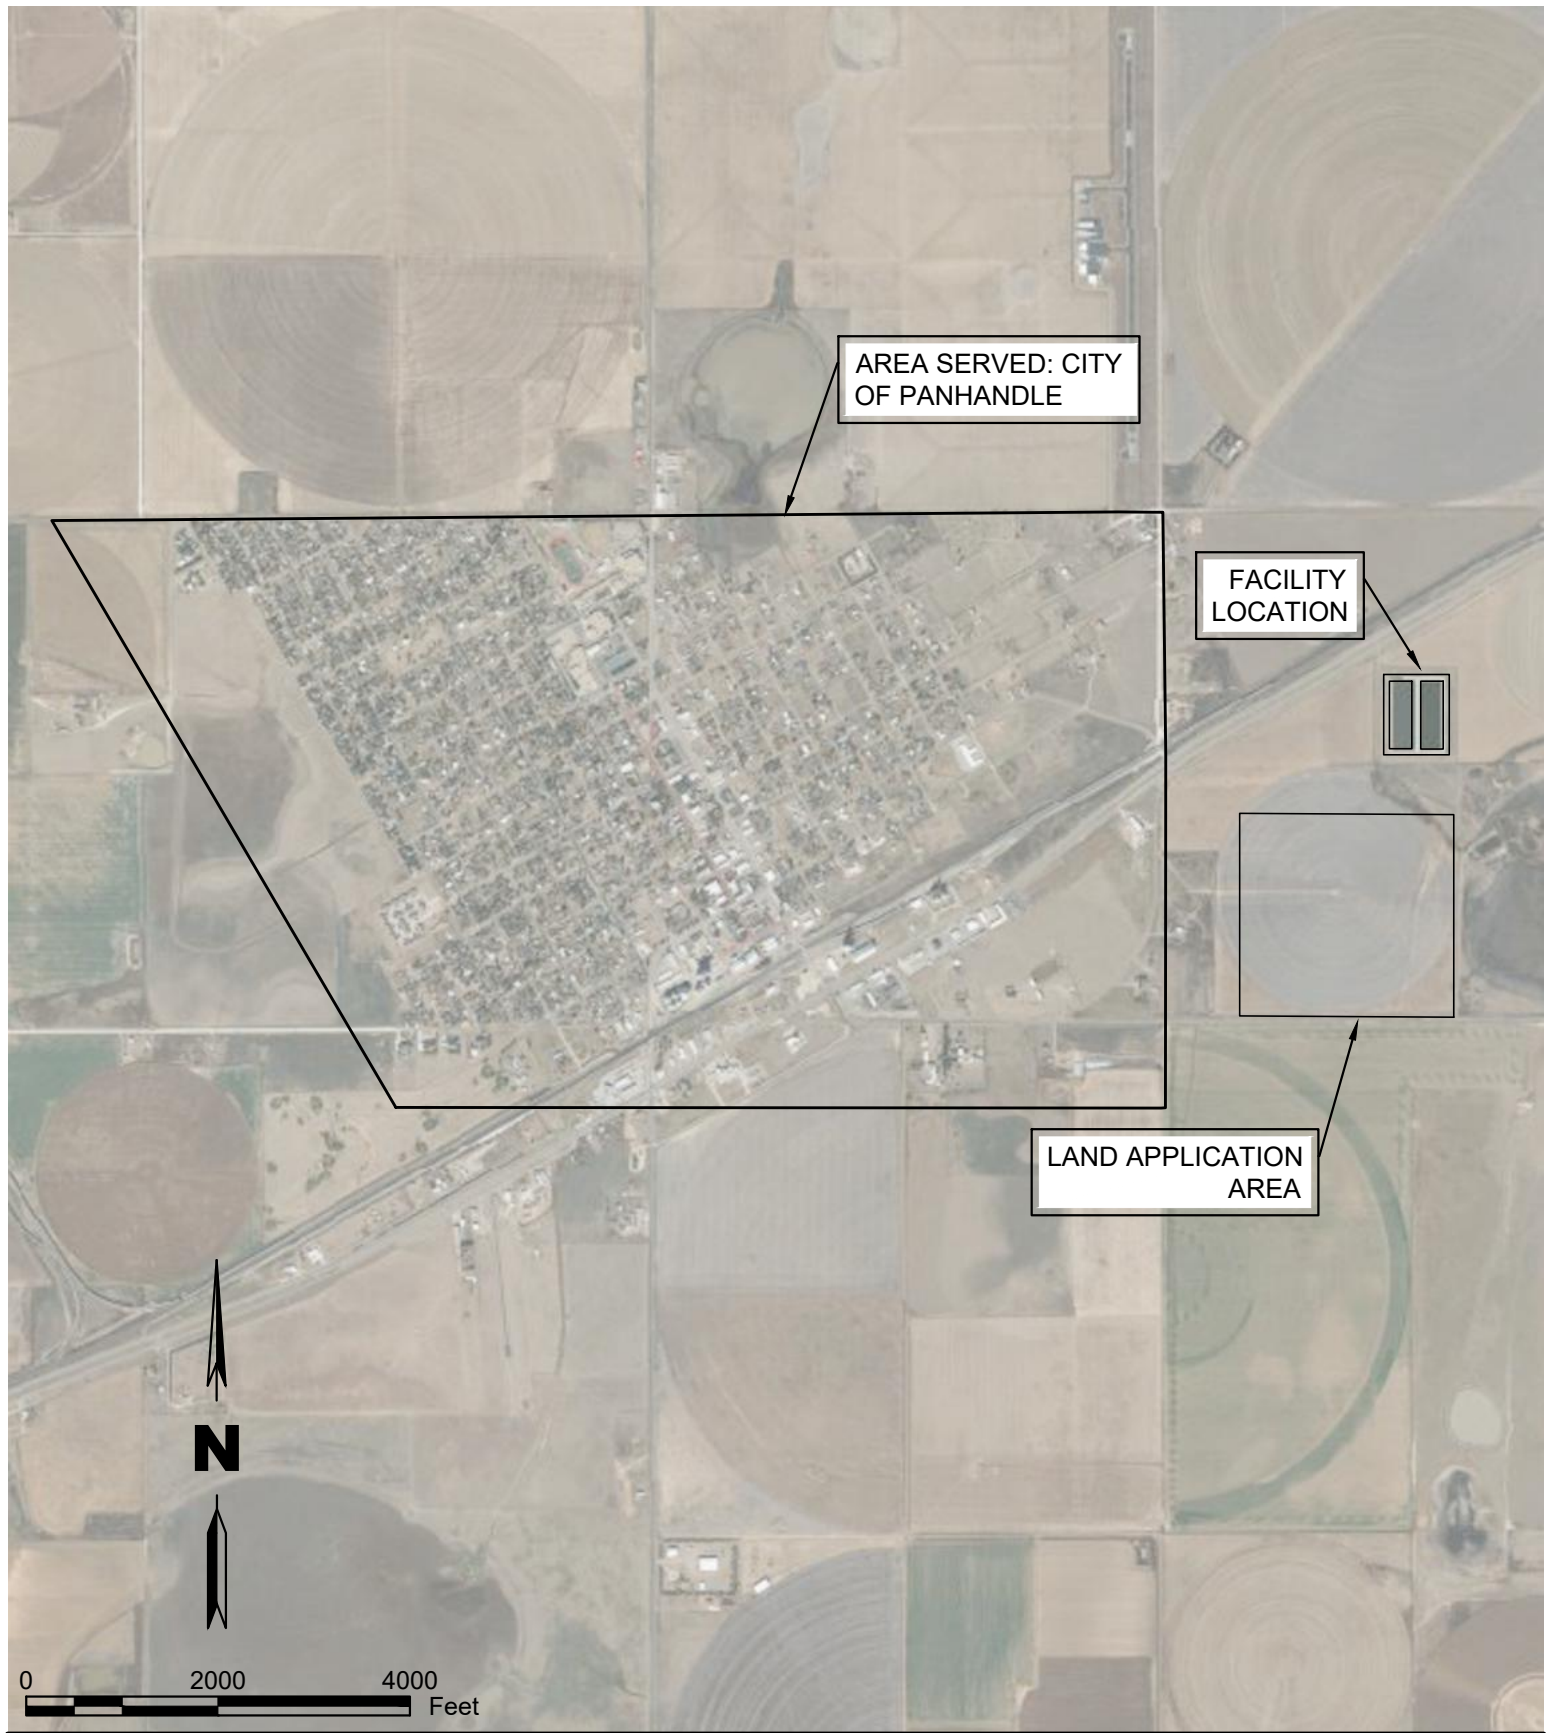 AREA SERVED: CITY
OF PANHANDLE
FACILITY
LOCATION
LAND APPLICATION
AREA
N
0 2000 4000
Feet